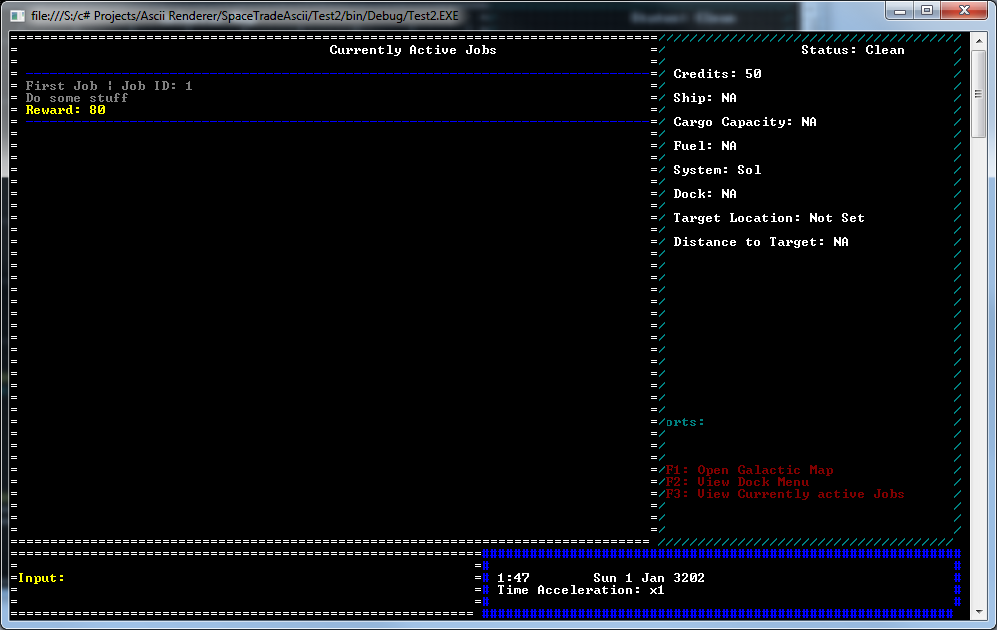 file:///S:/c# Projects/Ascii Renderer/SpaceTradeAscii/Test2/bin/Debug/Test2.EXE
Currently Active Jobs
First Job ¦ Job ID: 1
Do some stuff
Reward: 80
Status: Clean
Credits: 50
Ship: NA
Cargo Capacity: NA
Fuel: NA
System: Sol
Dock: NA
Target Location: Not Set
Distance to Target: NA
orts:
F1: Open Galactic Map
F2: View Dock Menu
F3: View Currently active Jobs
Input:
1:47 Sun 1 Jan 3202
Time Acceleration: x1